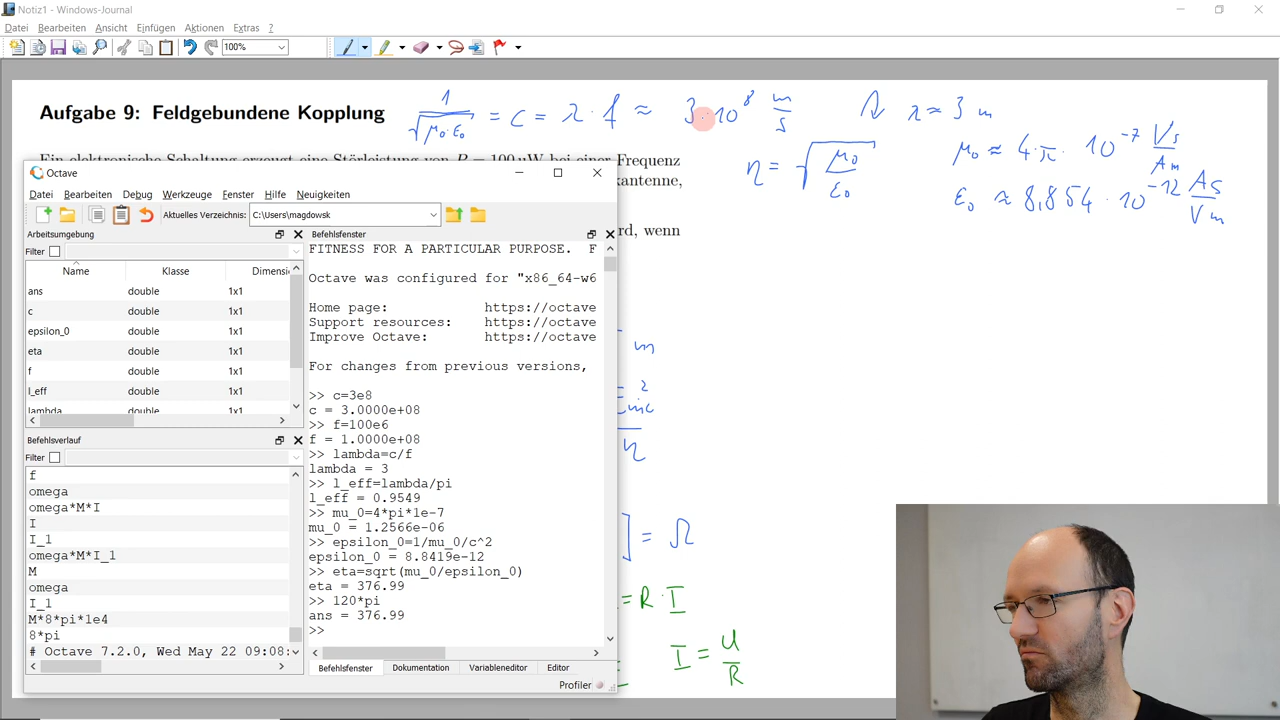 Notiz1 - Windows-Journal
Datei Bearbeiten Ansicht Einfügen Aktionen Extras ?
100%
Aufgabe 9: Feldgebundene Kopplung
1/√(μ₀·ε₀) = c = λ·f ≈ 3·10⁸ m/s
λ ≈ 3 m
η = √(μ₀/ε₀)
μ₀ ≈ 4·π·10⁻⁷ Vs/Am
ε₀ ≈ 8,854·10⁻¹² As/Vm
Ein elektronische Schaltung erzeugt eine Störleistung von P = 100 µW bei einer Frequenz
kantenne,
rd, wenn
Octave
Datei Bearbeiten Debug Werkzeuge Fenster Hilfe Neuigkeiten
Aktuelles Verzeichnis: C:\Users\magdowsk
Arbeitsumgebung
Filter
Name Klasse Dimensi
ans double 1x1
c double 1x1
epsilon_0 double 1x1
eta double 1x1
f double 1x1
l_eff double 1x1
lambda double 1x1
Befehlsverlauf
Filter
f
omega
omega*M*I
I
I_1
omega*M*I_1
M
omega
I_1
M*8*pi*1e4
8*pi
# Octave 7.2.0, Wed May 22 09:08:
Befehlsfenster
FITNESS FOR A PARTICULAR PURPOSE. F
Octave was configured for "x86_64-w6
Home page: https://octave
Support resources: https://octave
Improve Octave: https://octave
For changes from previous versions,
>> c=3e8
c = 3.0000e+08
>> f=100e6
f = 1.0000e+08
>> lambda=c/f
lambda = 3
>> l_eff=lambda/pi
l_eff = 0.9549
>> mu_0=4*pi*1e-7
mu_0 = 1.2566e-06
>> epsilon_0=1/mu_0/c^2
epsilon_0 = 8.8419e-12
>> eta=sqrt(mu_0/epsilon_0)
eta = 376.99
>> 120*pi
ans = 376.99
>>
Befehlsfenster Dokumentation Variableneditor Editor
Profiler
m
inc²
η
] = Ω
= R · I
I = U/R